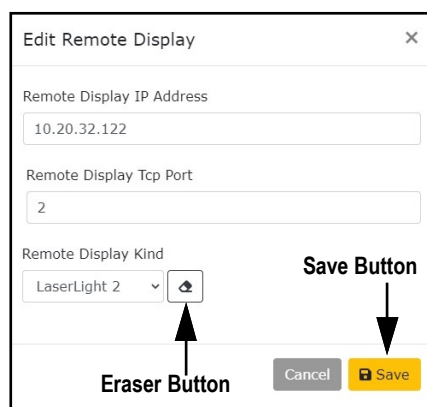 Edit Remote Display ×
Remote Display IP Address
10.20.32.122
Remote Display Tcp Port
2
Remote Display Kind
LaserLight 2
Save Button
Eraser Button
Cancel Save